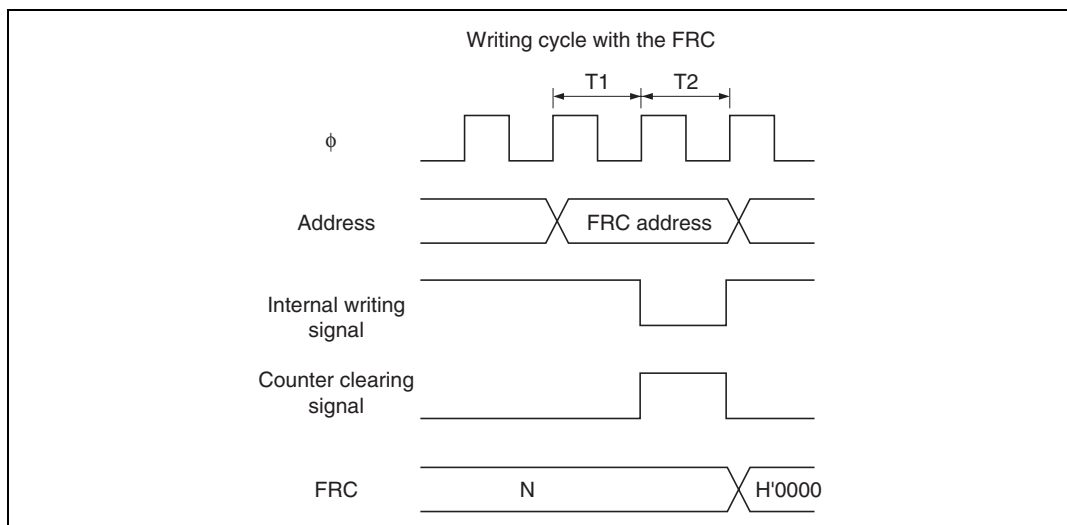 Writing cycle with the FRC
T1
T2
ϕ
Address
FRC address
Internal writing
signal
Counter clearing
signal
FRC
N
H'0000